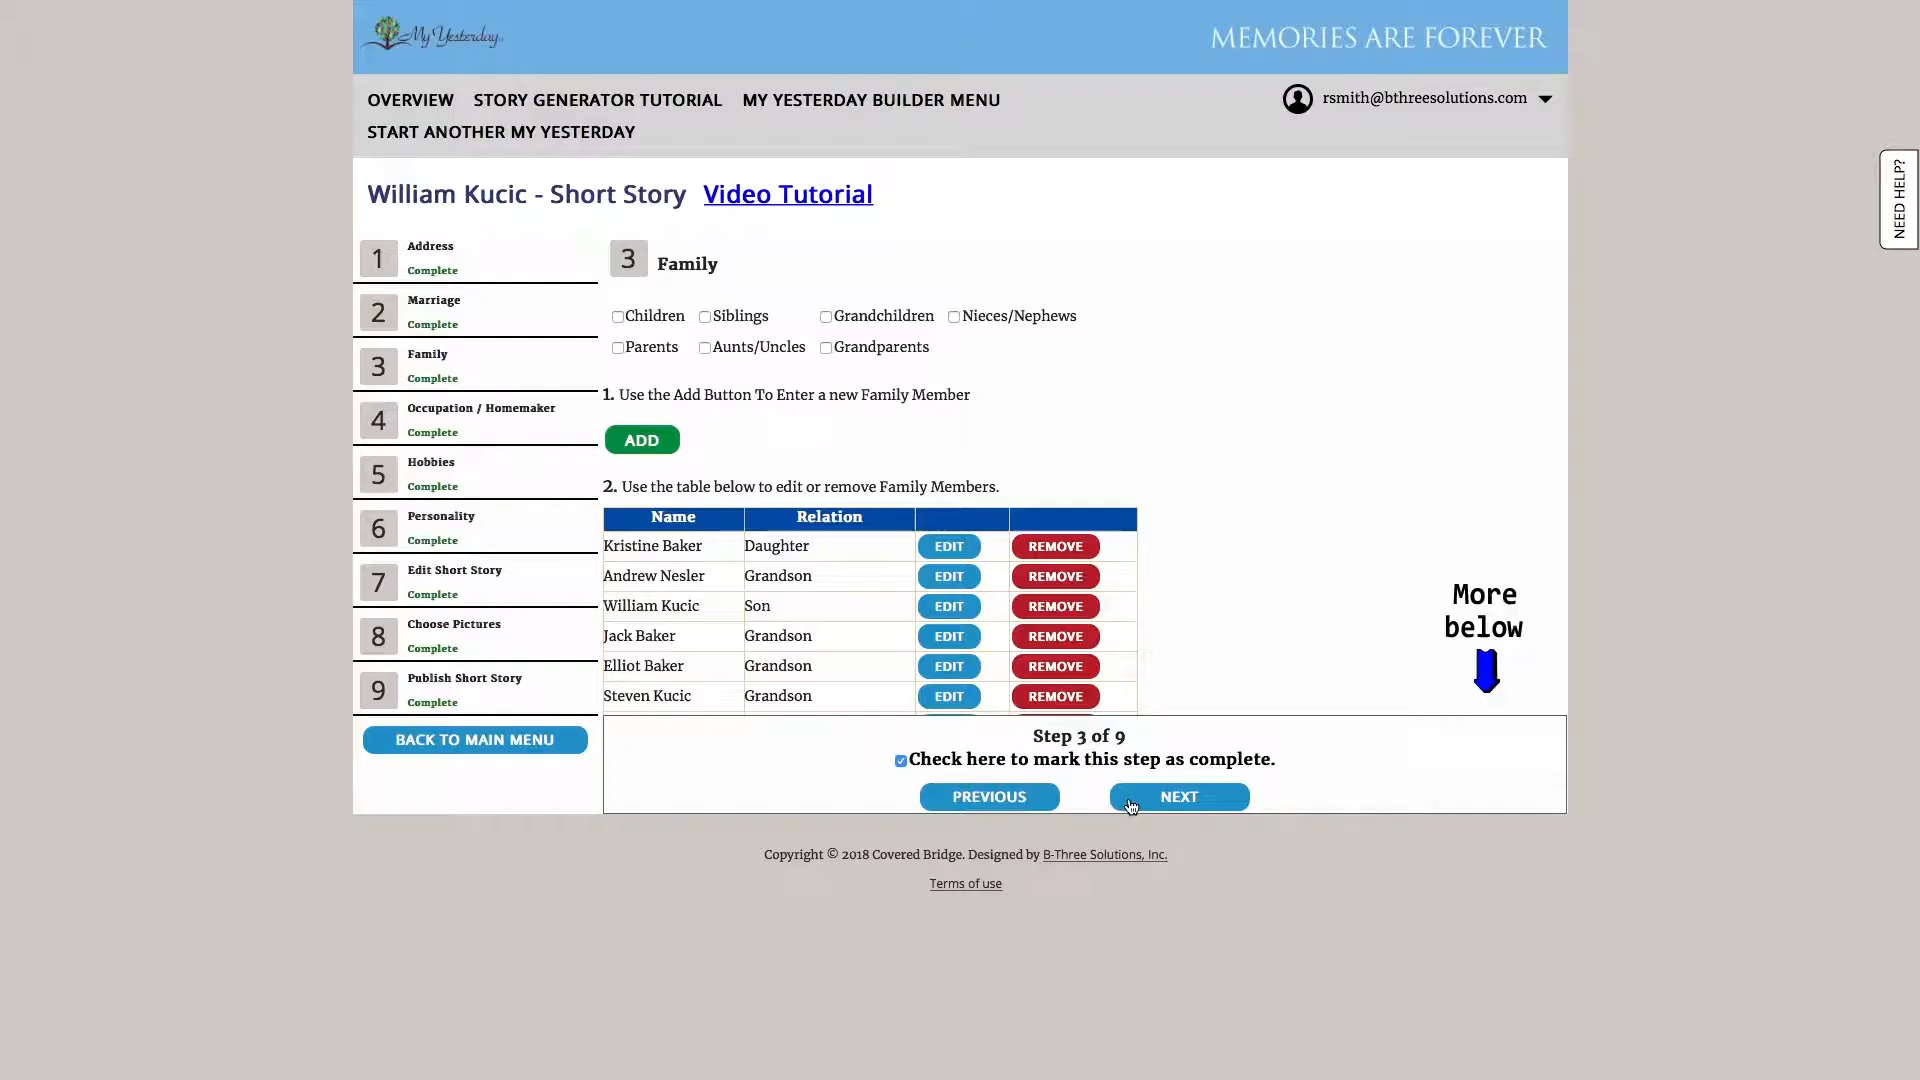 My Yesterday
MEMORIES ARE FOREVER
OVERVIEW STORY GENERATOR TUTORIAL MY YESTERDAY BUILDER MENU
rsmith@bthreesolutions.com
START ANOTHER MY YESTERDAY
NEED HELP?
William Kucic - Short Story Video Tutorial
1 Address
Complete
2 Marriage
Complete
3 Family
Complete
4 Occupation / Homemaker
Complete
5 Hobbies
Complete
6 Personality
Complete
7 Edit Short Story
Complete
8 Choose Pictures
Complete
9 Publish Short Story
Complete
BACK TO MAIN MENU
3 Family
Children Siblings Grandchildren Nieces/Nephews
Parents Aunts/Uncles Grandparents
1. Use the Add Button To Enter a new Family Member
ADD
2. Use the table below to edit or remove Family Members.
Name Relation
Kristine Baker Daughter EDIT REMOVE
Andrew Nesler Grandson EDIT REMOVE
William Kucic Son EDIT REMOVE
Jack Baker Grandson EDIT REMOVE
Elliot Baker Grandson EDIT REMOVE
Steven Kucic Grandson EDIT REMOVE
More
below
Step 3 of 9
Check here to mark this step as complete.
PREVIOUS NEXT
Copyright © 2018 Covered Bridge. Designed by B-Three Solutions, Inc.
Terms of use